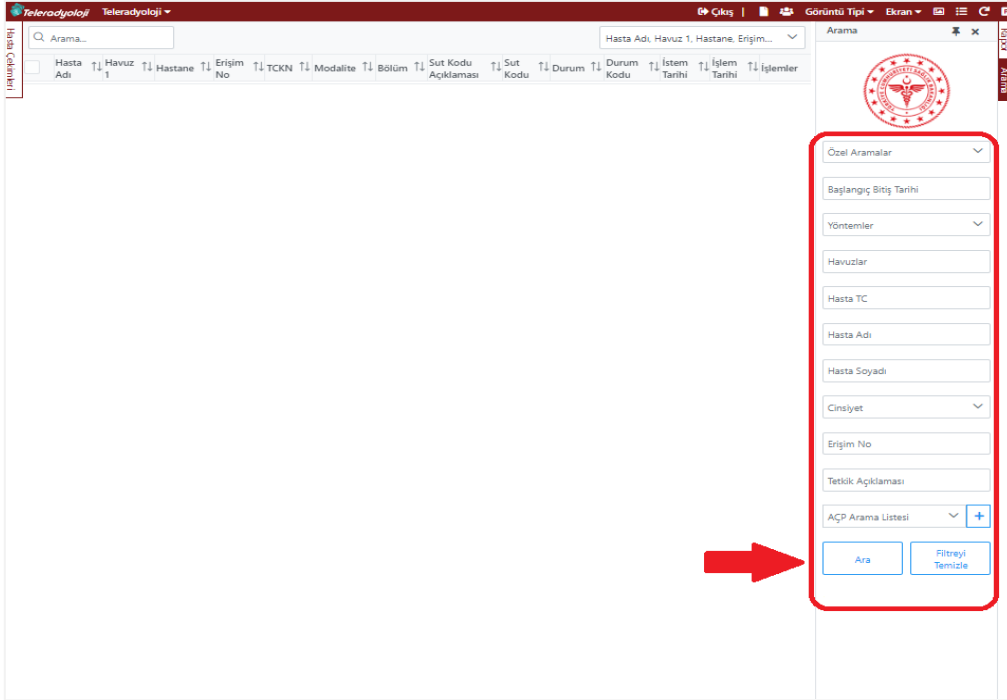 Teleradyoloji Teleradyoloji Çıkış | Görüntü Tipi Ekran
Hasta Çekimleri
Arama...
Hasta Adı, Havuz 1, Hastane, Erişim...
Hasta Adı Havuz 1 Hastane Erişim No TCKN Modalite Bölüm Sut Kodu Açıklaması Sut Kodu Durum Durum Kodu İstem Tarihi İşlem Tarihi İşlemler
Arama
Rapor
Arama
Özel Aramalar
Başlangıç Bitiş Tarihi
Yöntemler
Havuzlar
Hasta TC
Hasta Adı
Hasta Soyadı
Cinsiyet
Erişim No
Tetkik Açıklaması
AÇP Arama Listesi +
Ara
Filtreyi
Temizle